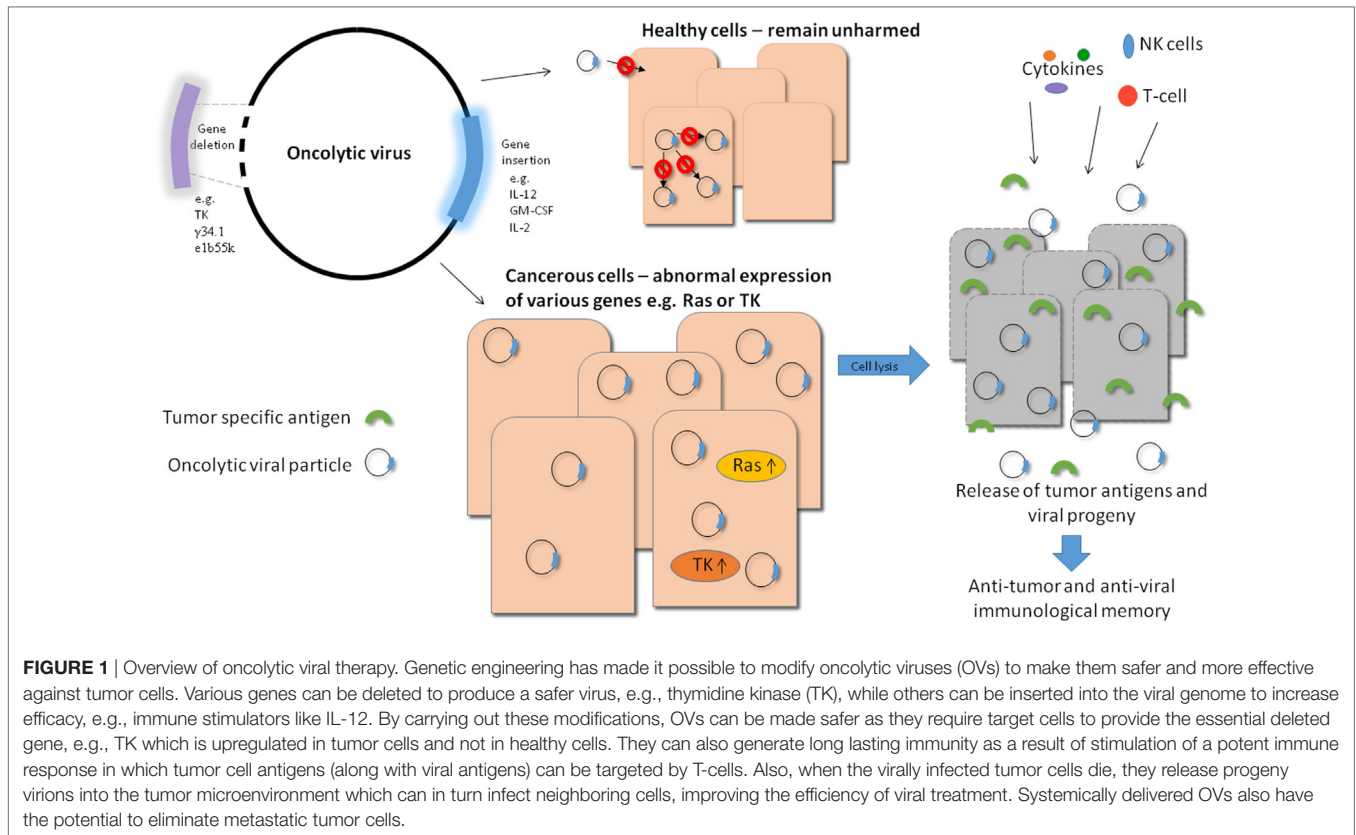 Healthy cells – remain unharmed
NK cells
Cytokines
T-cell
Gene
deletion
Oncolytic virus
Gene
insertion
e.g.
IL-12
GM-CSF
IL-2
e.g.
TK
γ34.1
e1b55k
Cancerous cells – abnormal expression
of various genes e.g. Ras or TK
Cell lysis
Tumor specific antigen
Oncolytic viral particle
Ras ↑
TK ↑
Release of tumor antigens and
viral progeny
Anti-tumor and anti-viral
immunological memory
FIGURE 1 | Overview of oncolytic viral therapy. Genetic engineering has made it possible to modify oncolytic viruses (OVs) to make them safer and more effective
against tumor cells. Various genes can be deleted to produce a safer virus, e.g., thymidine kinase (TK), while others can be inserted into the viral genome to increase
efficacy, e.g., immune stimulators like IL-12. By carrying out these modifications, OVs can be made safer as they require target cells to provide the essential deleted
gene, e.g., TK which is upregulated in tumor cells and not in healthy cells. They can also generate long lasting immunity as a result of stimulation of a potent immune
response in which tumor cell antigens (along with viral antigens) can be targeted by T-cells. Also, when the virally infected tumor cells die, they release progeny
virions into the tumor microenvironment which can in turn infect neighboring cells, improving the efficiency of viral treatment. Systemically delivered OVs also have
the potential to eliminate metastatic tumor cells.